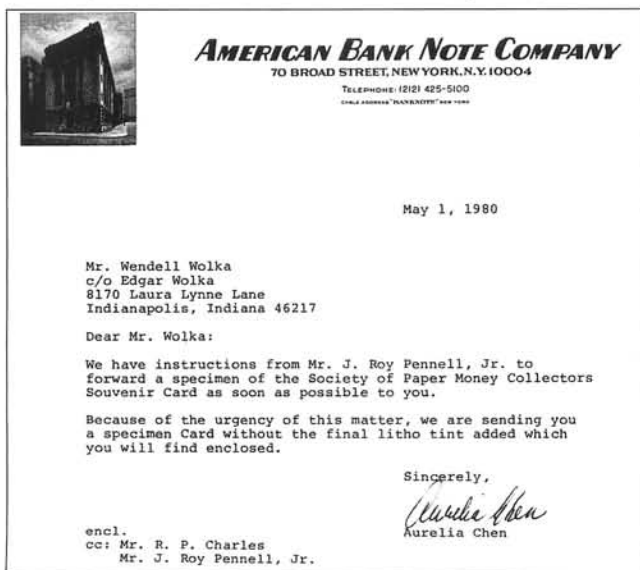 AMERICAN BANK NOTE COMPANY
70 BROAD STREET, NEW YORK, N.Y. 10004
TELEPHONE: (212) 425-5100
CABLE ADDRESS "BANKNOTE" NEW YORK
May 1, 1980
Mr. Wendell Wolka
c/o Edgar Wolka
8170 Laura Lynne Lane
Indianapolis, Indiana 46217
Dear Mr. Wolka:
We have instructions from Mr. J. Roy Pennell, Jr. to
forward a specimen of the Society of Paper Money Collectors
Souvenir Card as soon as possible to you.
Because of the urgency of this matter, we are sending you
a specimen Card without the final litho tint added which
you will find enclosed.
Sincerely,
Aurelia Chen
Aurelia Chen
encl.
cc: Mr. R. P. Charles
Mr. J. Roy Pennell, Jr.